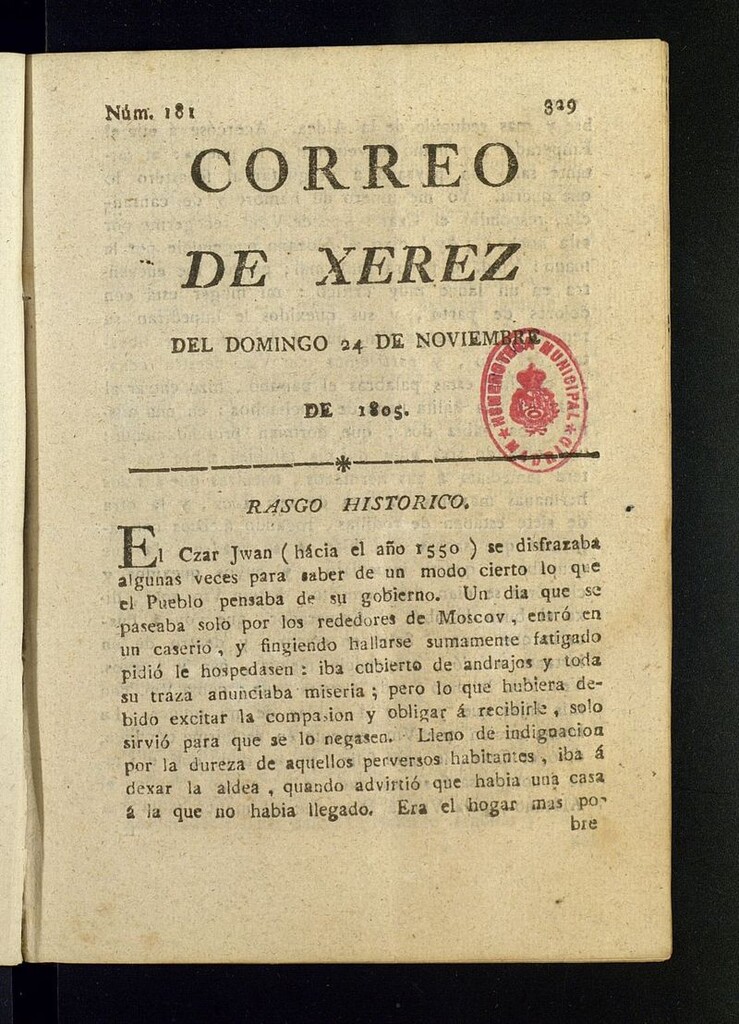 Núm. 181
329
CORREO
DE XEREZ
DEL DOMINGO 24 DE NOVIEMBRE
DE 1805.
HEMEROTECA MUNICIPAL
MADRID
RASGO HISTORICO.
El Czar Jwan ( hácia el año 1550 ) se disfrazaba
algunas veces para saber de un modo cierto lo que
el Pueblo pensaba de su gobierno. Un dia que se
paseaba solo por los rededores de Moscov, entró en
un caserio, y fingiendo hallarse sumamente fatigado
pidió le hospedasen : iba cubierto de andrajos y toda
su traza anunciaba miseria ; pero lo que hubiera de-
bido excitar la compasion y obligar á recibirle, solo
sirvió para que se lo negasen. Lleno de indignacion
por la dureza de aquellos perversos habitantes, iba á
dexar la aldea, quando advirtió que habia una casa
á la que no habia llegado. Era el hogar mas po-
bre